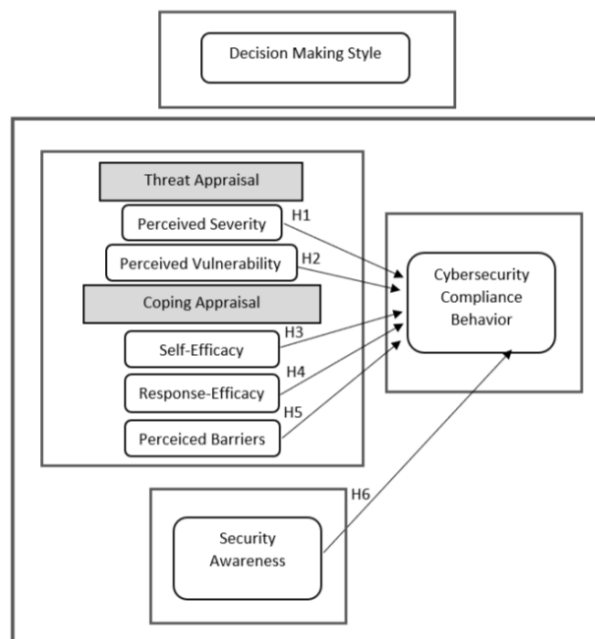 Decision Making Style
Threat Appraisal
Perceived Severity
H1
Perceived Vulnerability
H2
Coping Appraisal
Self-Efficacy
H3
Response-Efficacy
H4
Perceiced Barriers
H5
Cybersecurity
Compliance
Behavior
H6
Security
Awareness